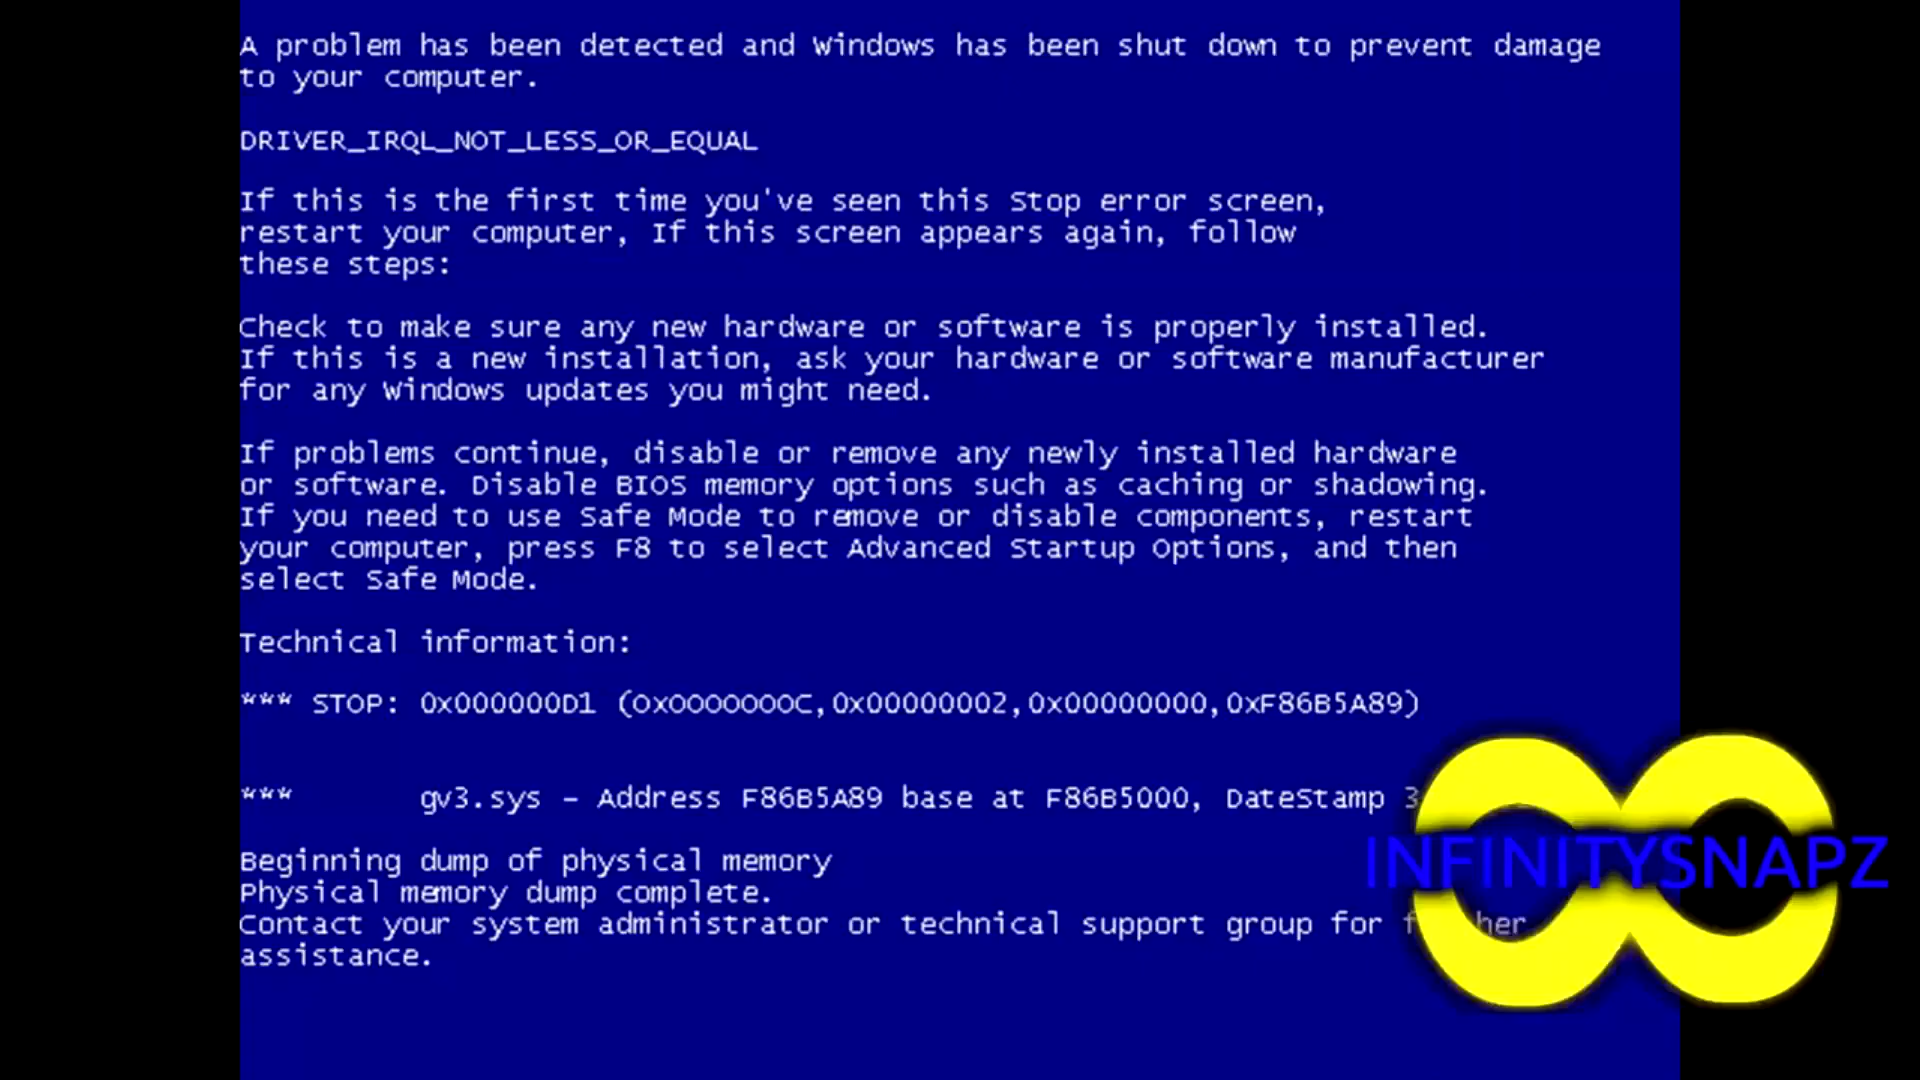 A problem has been detected and Windows has been shut down to prevent damage
to your computer.
DRIVER_IRQL_NOT_LESS_OR_EQUAL
If this is the first time you've seen this Stop error screen,
restart your computer, If this screen appears again, follow
these steps:
Check to make sure any new hardware or software is properly installed.
If this is a new installation, ask your hardware or software manufacturer
for any Windows updates you might need.
If problems continue, disable or remove any newly installed hardware
or software. Disable BIOS memory options such as caching or shadowing.
If you need to use Safe Mode to remove or disable components, restart
your computer, press F8 to select Advanced Startup Options, and then
select Safe Mode.
Technical information:
*** STOP: 0x000000D1 (0x0000000C,0x00000002,0x00000000,0xF86B5A89)
*** gv3.sys – Address F86B5A89 base at F86B5000, DateStamp
INFINITYSNAPZ
Beginning dump of physical memory
Physical memory dump complete.
Contact your system administrator or technical support group for
assistance.